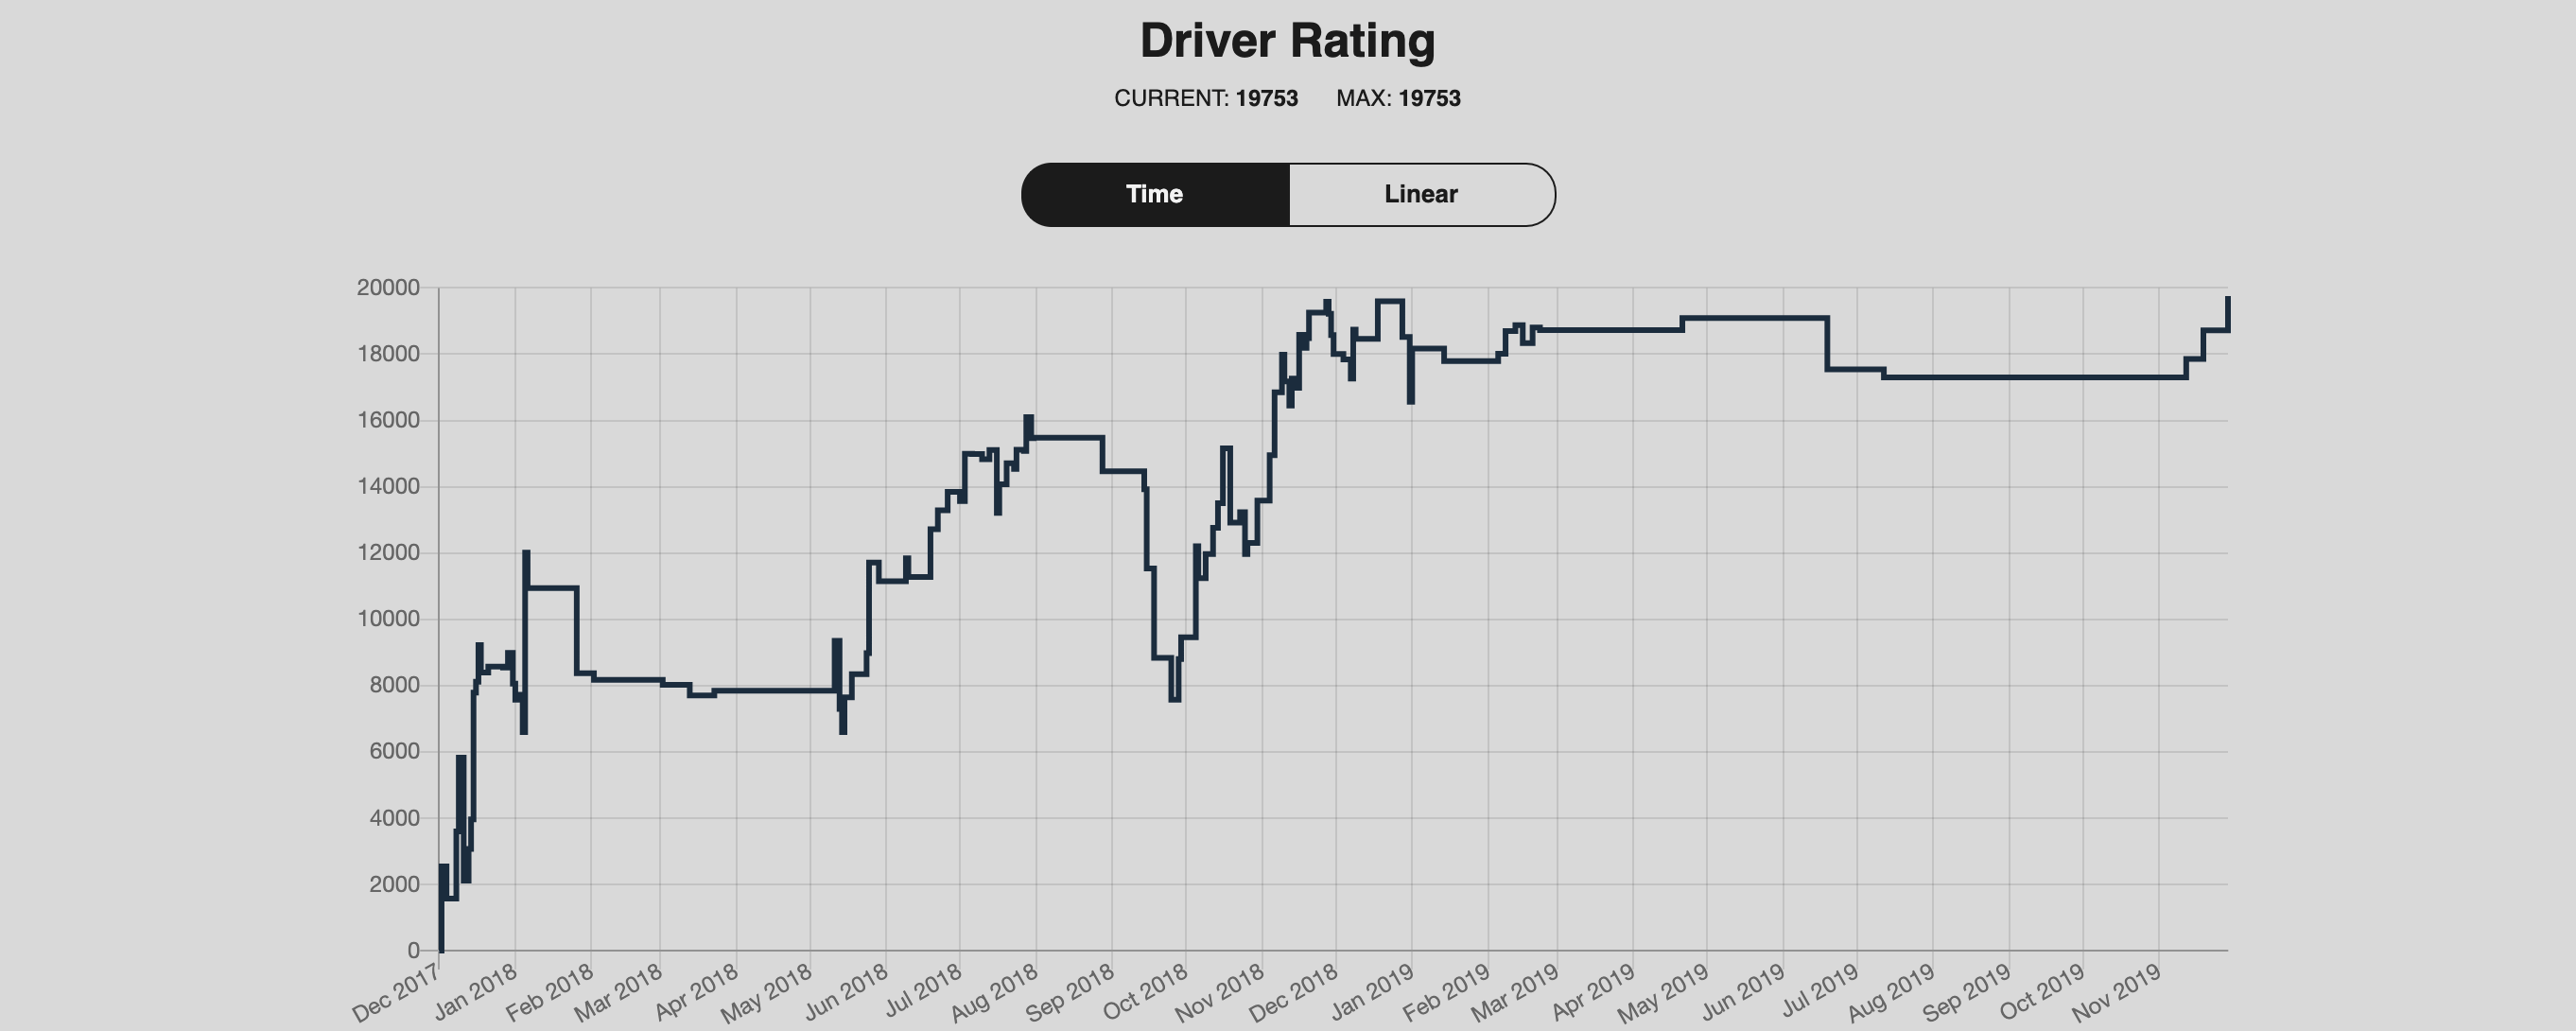 Driver Rating
CURRENT: 19753 MAX: 19753
Time Linear
20000
18000
16000
14000
12000
10000
8000
6000
4000
2000
0
Dec 2017 Jan 2018 Feb 2018 Mar 2018 Apr 2018 May 2018 Jun 2018 Jul 2018 Aug 2018 Sep 2018 Oct 2018 Nov 2018 Dec 2018 Jan 2019 Feb 2019 Mar 2019 Apr 2019 May 2019 Jun 2019 Jul 2019 Aug 2019 Sep 2019 Oct 2019 Nov 2019